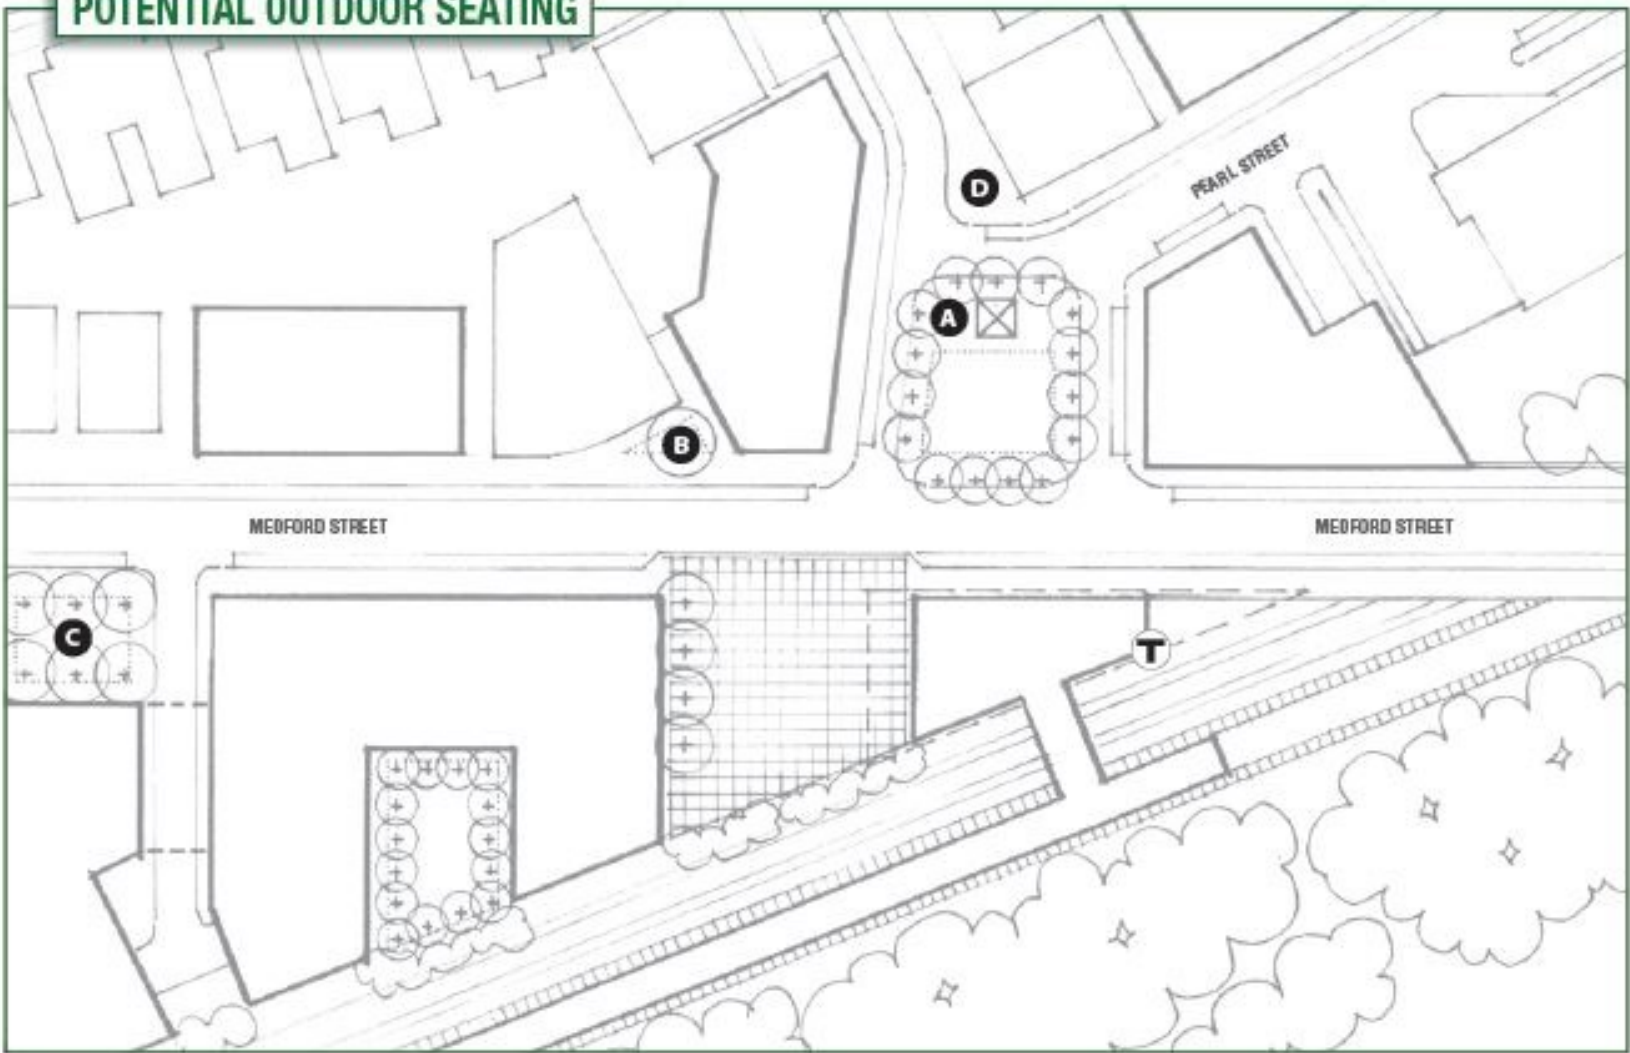 POTENTIAL OUTDOOR SEATING
PEARL STREET
D
A
B
MEDFORD STREET
MEDFORD STREET
C
T